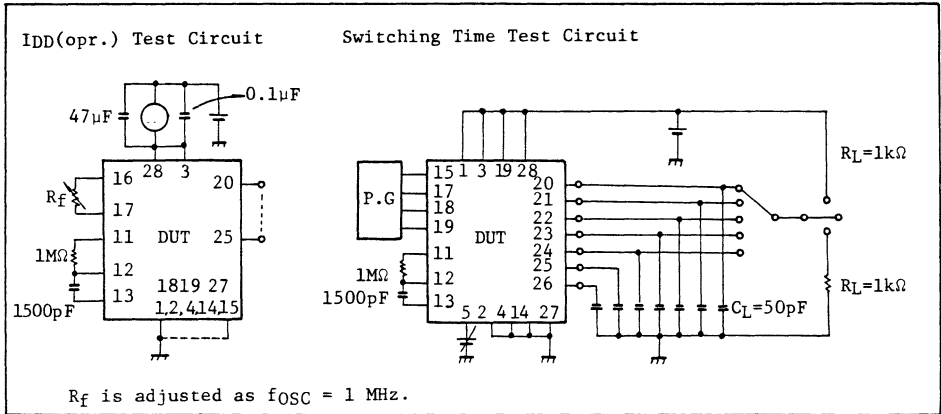 IDD(opr.) Test Circuit
Switching Time Test Circuit
47μF
0.1μF
28 3
16
20
Rf
17
11
DUT
25
1MΩ
12
1819 27
13
1,2,4,14,15
1500pF
15
1 3 19 28
20
RL=1kΩ
P.G
17
21
18
22
19
DUT
23
11
24
1MΩ
12
25
RL=1kΩ
13
26
1500pF
5 2 4 14 27
CL=50pF
Rf is adjusted as fOSC = 1 MHz.